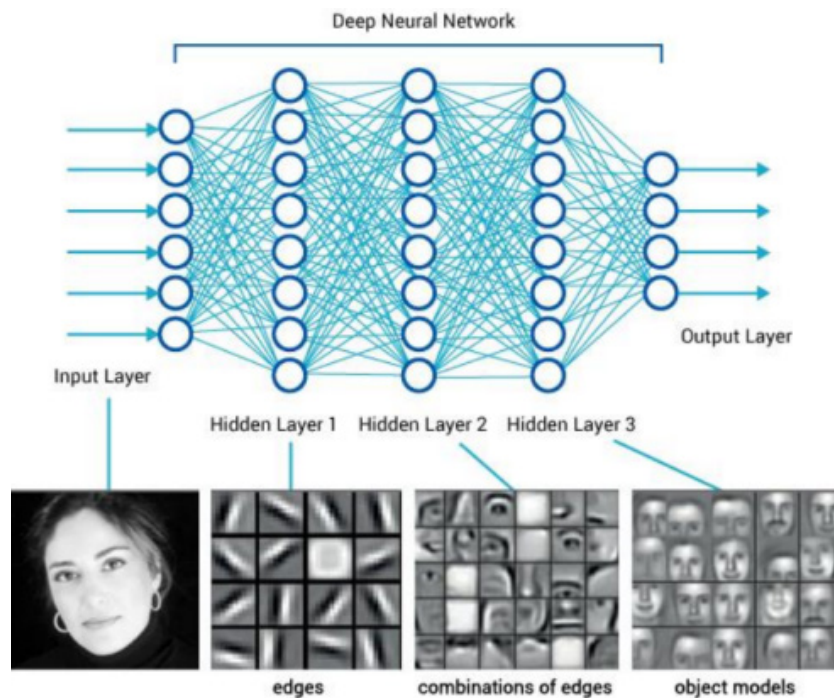 Deep Neural Network
Input Layer
Output Layer
Hidden Layer 1
Hidden Layer 2
Hidden Layer 3
edges
combinations of edges
object models